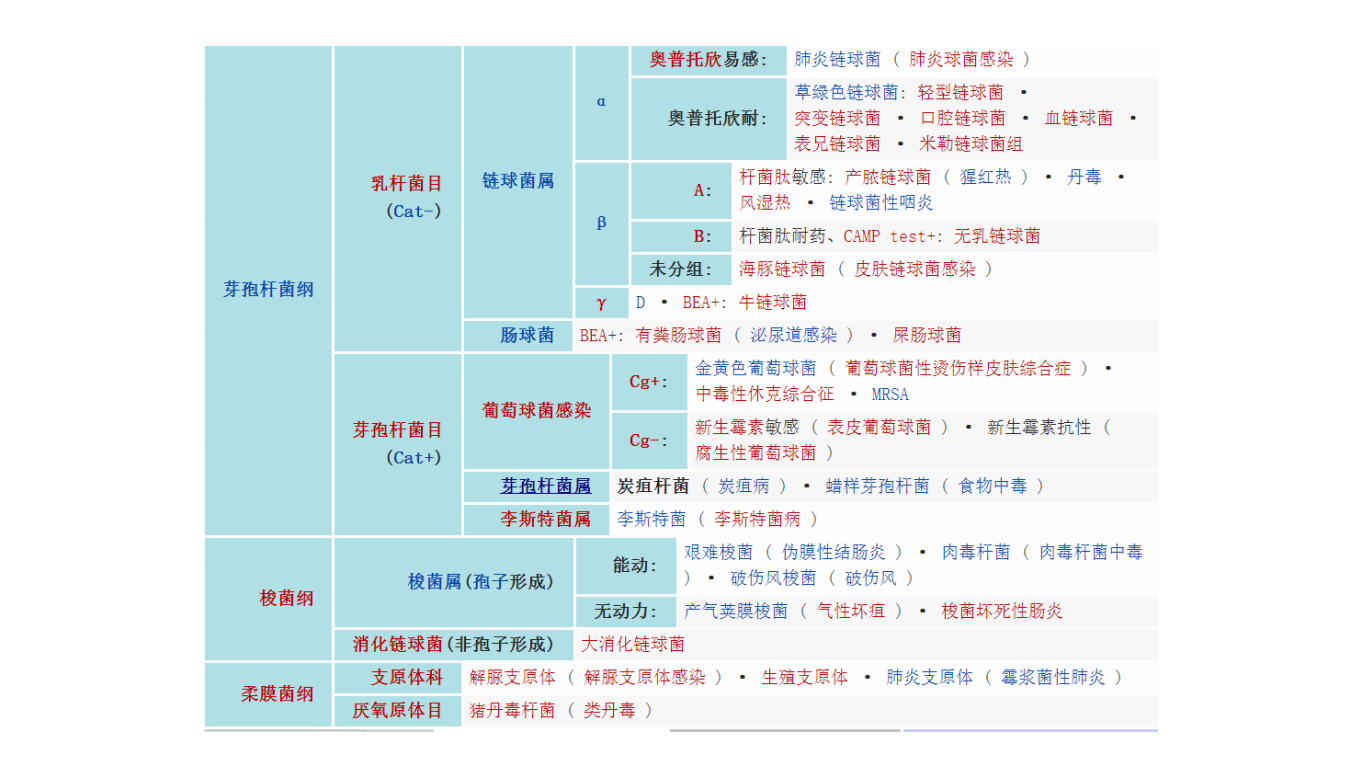 芽孢杆菌纲
乳杆菌目
(Cat-)
链球菌属
α
奥普托欣易感:
肺炎链球菌 ( 肺炎球菌感染 )
奥普托欣耐:
草绿色链球菌: 轻型链球菌 •
突变链球菌 • 口腔链球菌 • 血链球菌 •
表兄链球菌 • 米勒链球菌组
β
A:
杆菌肽敏感: 产脓链球菌 ( 猩红热 ) • 丹毒 •
风湿热 • 链球菌性咽炎
B:
杆菌肽耐药、CAMP test+: 无乳链球菌
未分组:
海豚链球菌 ( 皮肤链球菌感染 )
γ
D • BEA+: 牛链球菌
肠球菌
BEA+: 有粪肠球菌 ( 泌尿道感染 ) • 屎肠球菌
芽孢杆菌目
(Cat+)
葡萄球菌感染
Cg+:
金黄色葡萄球菌 ( 葡萄球菌性烫伤样皮肤综合症 ) •
中毒性休克综合征 • MRSA
Cg-:
新生霉素敏感 ( 表皮葡萄球菌 ) • 新生霉素抗性 (
腐生性葡萄球菌 )
芽孢杆菌属
炭疽杆菌 ( 炭疽病 ) • 蜡样芽孢杆菌 ( 食物中毒 )
李斯特菌属
李斯特菌 ( 李斯特菌病 )
梭菌纲
梭菌属(孢子形成)
能动:
艰难梭菌 ( 伪膜性结肠炎 ) • 肉毒杆菌 ( 肉毒杆菌中毒
) • 破伤风梭菌 ( 破伤风 )
无动力:
产气荚膜梭菌 ( 气性坏疽 ) • 梭菌坏死性肠炎
消化链球菌(非孢子形成)
大消化链球菌
柔膜菌纲
支原体科
解脲支原体 ( 解脲支原体感染 ) • 生殖支原体 • 肺炎支原体 ( 霉浆菌性肺炎 )
厌氧原体目
猪丹毒杆菌 ( 类丹毒 )